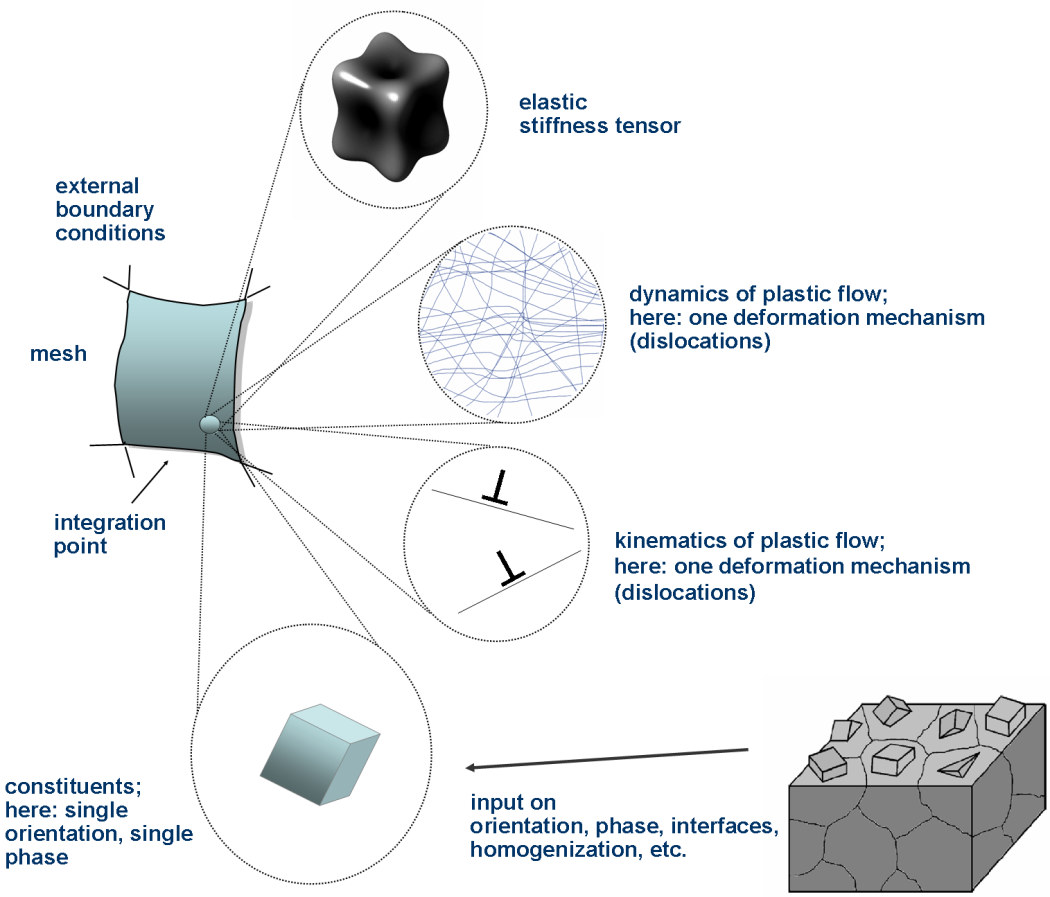 elastic
stiffness tensor
external
boundary
conditions
dynamics of plastic flow;
here: one deformation mechanism
(dislocations)
mesh
integration
point
kinematics of plastic flow;
here: one deformation mechanism
(dislocations)
constituents;
here: single
orientation, single
phase
input on
orientation, phase, interfaces,
homogenization, etc.